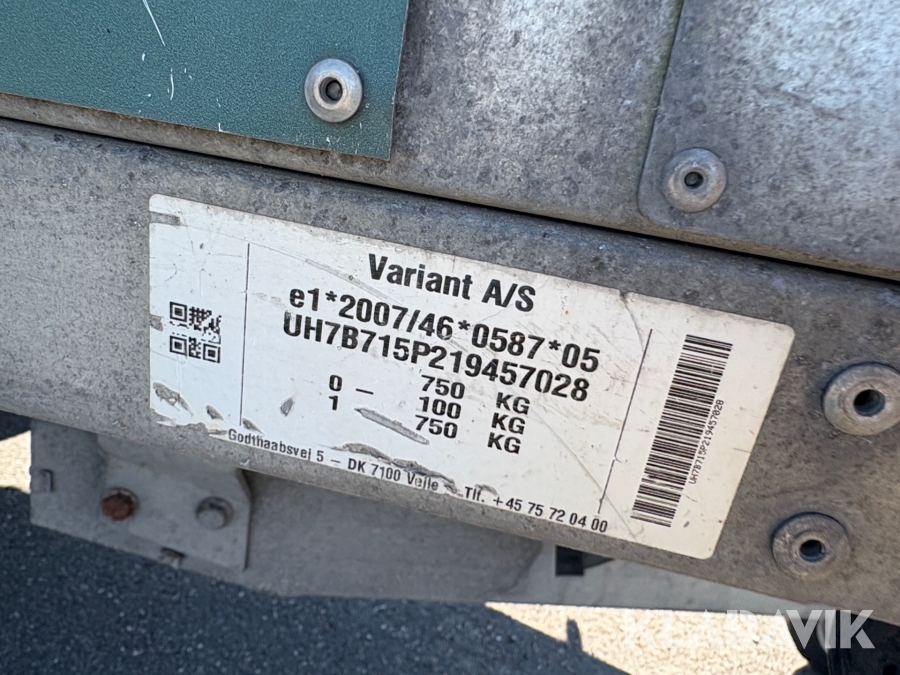 Variant A/S
e1*2007/46*0587*05
UH7B715P219457028
0 – 750 KG
100 KG
1 750 KG
Godthaabsvej 5 – DK 7100 Vejle Tlf. +45 75 72 04 00
UH7B715P219457028
KLARAVIK